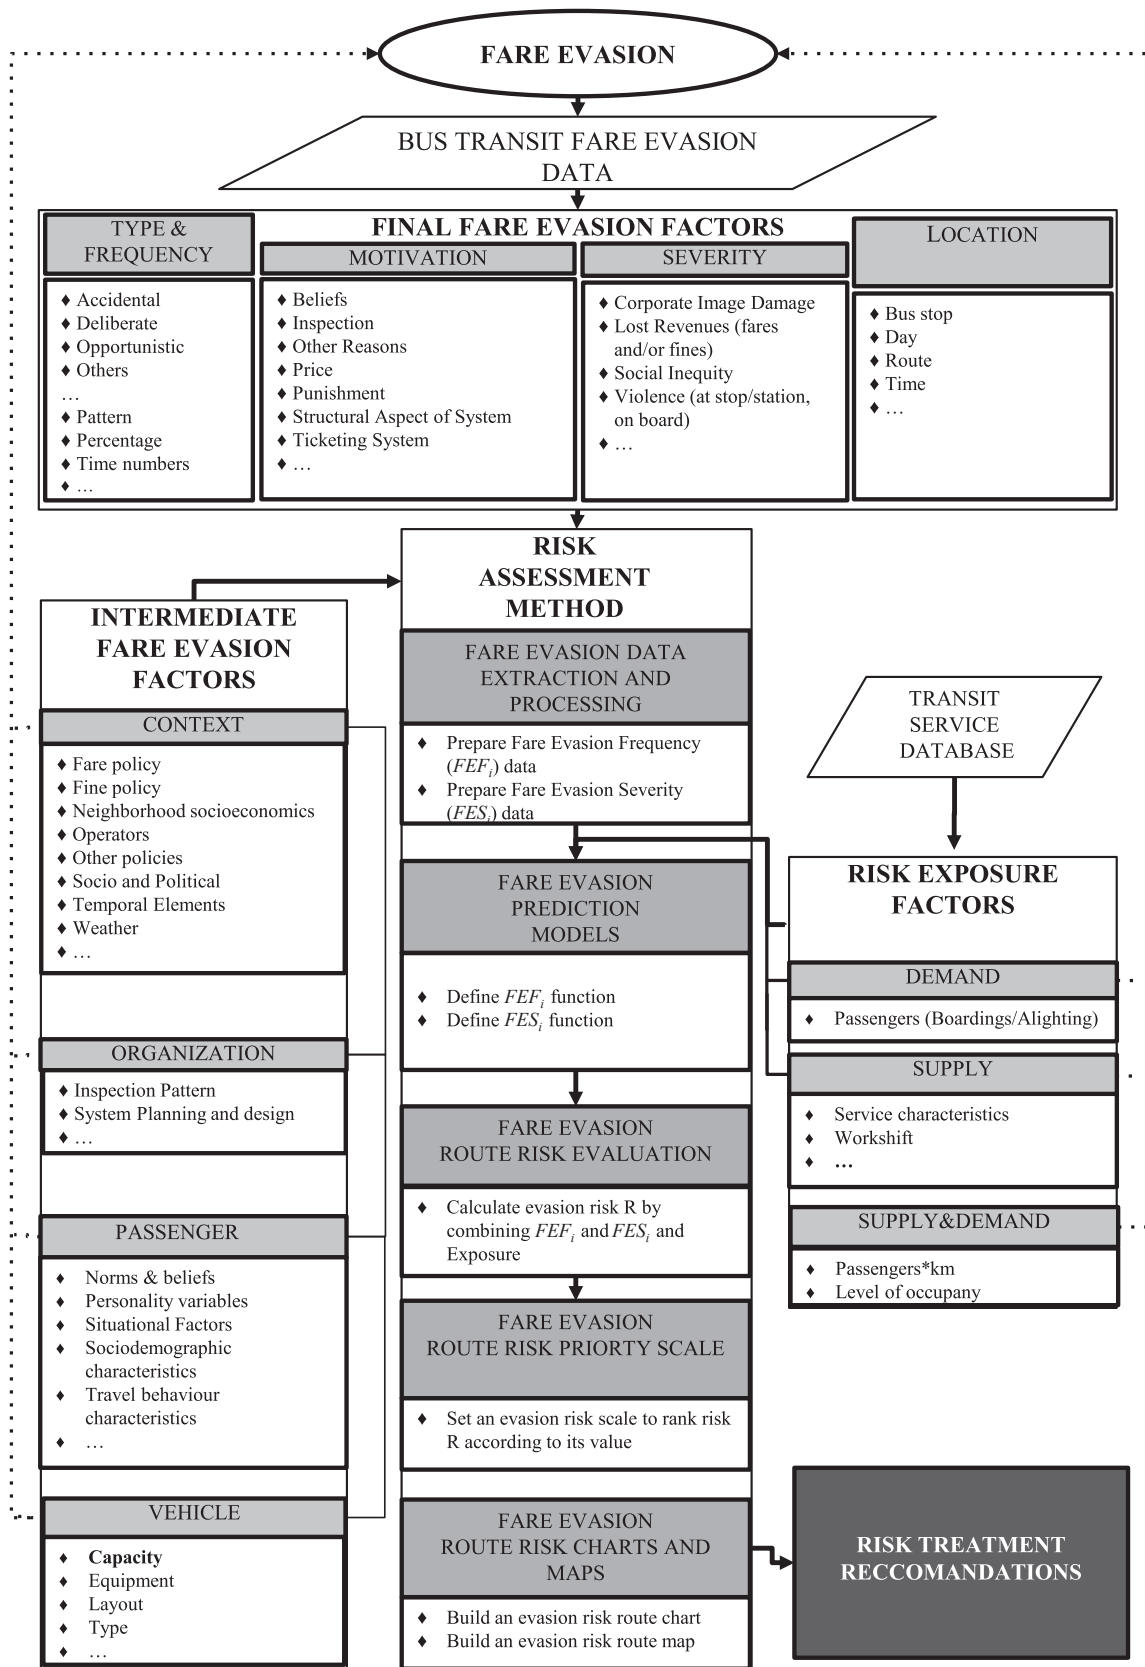 FARE EVASION
BUS TRANSIT FARE EVASION
DATA
FINAL FARE EVASION FACTORS
TYPE &
FREQUENCY
♦ Accidental
♦ Deliberate
♦ Opportunistic
♦ Others
…
♦ Pattern
♦ Percentage
♦ Time numbers
♦ …
MOTIVATION
♦ Beliefs
♦ Inspection
♦ Other Reasons
♦ Price
♦ Punishment
♦ Structural Aspect of System
♦ Ticketing System
♦ …
SEVERITY
♦ Corporate Image Damage
♦ Lost Revenues (fares
and/or fines)
♦ Social Inequity
♦ Violence (at stop/station,
on board)
♦ …
LOCATION
♦ Bus stop
♦ Day
♦ Route
♦ Time
♦ …
INTERMEDIATE
FARE EVASION
FACTORS
CONTEXT
♦ Fare policy
♦ Fine policy
♦ Neighborhood socioeconomics
♦ Operators
♦ Other policies
♦ Socio and Political
♦ Temporal Elements
♦ Weather
♦ …
ORGANIZATION
♦ Inspection Pattern
♦ System Planning and design
♦ …
PASSENGER
♦ Norms & beliefs
♦ Personality variables
♦ Situational Factors
♦ Sociodemographic
characteristics
♦ Travel behaviour
characteristics
♦ …
VEHICLE
♦ Capacity
♦ Equipment
♦ Layout
♦ Type
♦ …
RISK
ASSESSMENT
METHOD
FARE EVASION DATA
EXTRACTION AND
PROCESSING
♦ Prepare Fare Evasion Frequency
(FEFi) data
♦ Prepare Fare Evasion Severity
(FESi) data
FARE EVASION
PREDICTION
MODELS
♦ Define FEFi function
♦ Define FESi function
FARE EVASION
ROUTE RISK EVALUATION
♦ Calculate evasion risk R by
combining FEFi and FESi and
Exposure
FARE EVASION
ROUTE RISK PRIORTY SCALE
♦ Set an evasion risk scale to rank risk
R according to its value
FARE EVASION
ROUTE RISK CHARTS AND
MAPS
♦ Build an evasion risk route chart
♦ Build an evasion risk route map
TRANSIT
SERVICE
DATABASE
RISK EXPOSURE
FACTORS
DEMAND
♦ Passengers (Boardings/Alighting)
SUPPLY
♦ Service characteristics
♦ Workshift
♦ …
SUPPLY&DEMAND
♦ Passengers*km
♦ Level of occupany
RISK TREATMENT
RECCOMANDATIONS